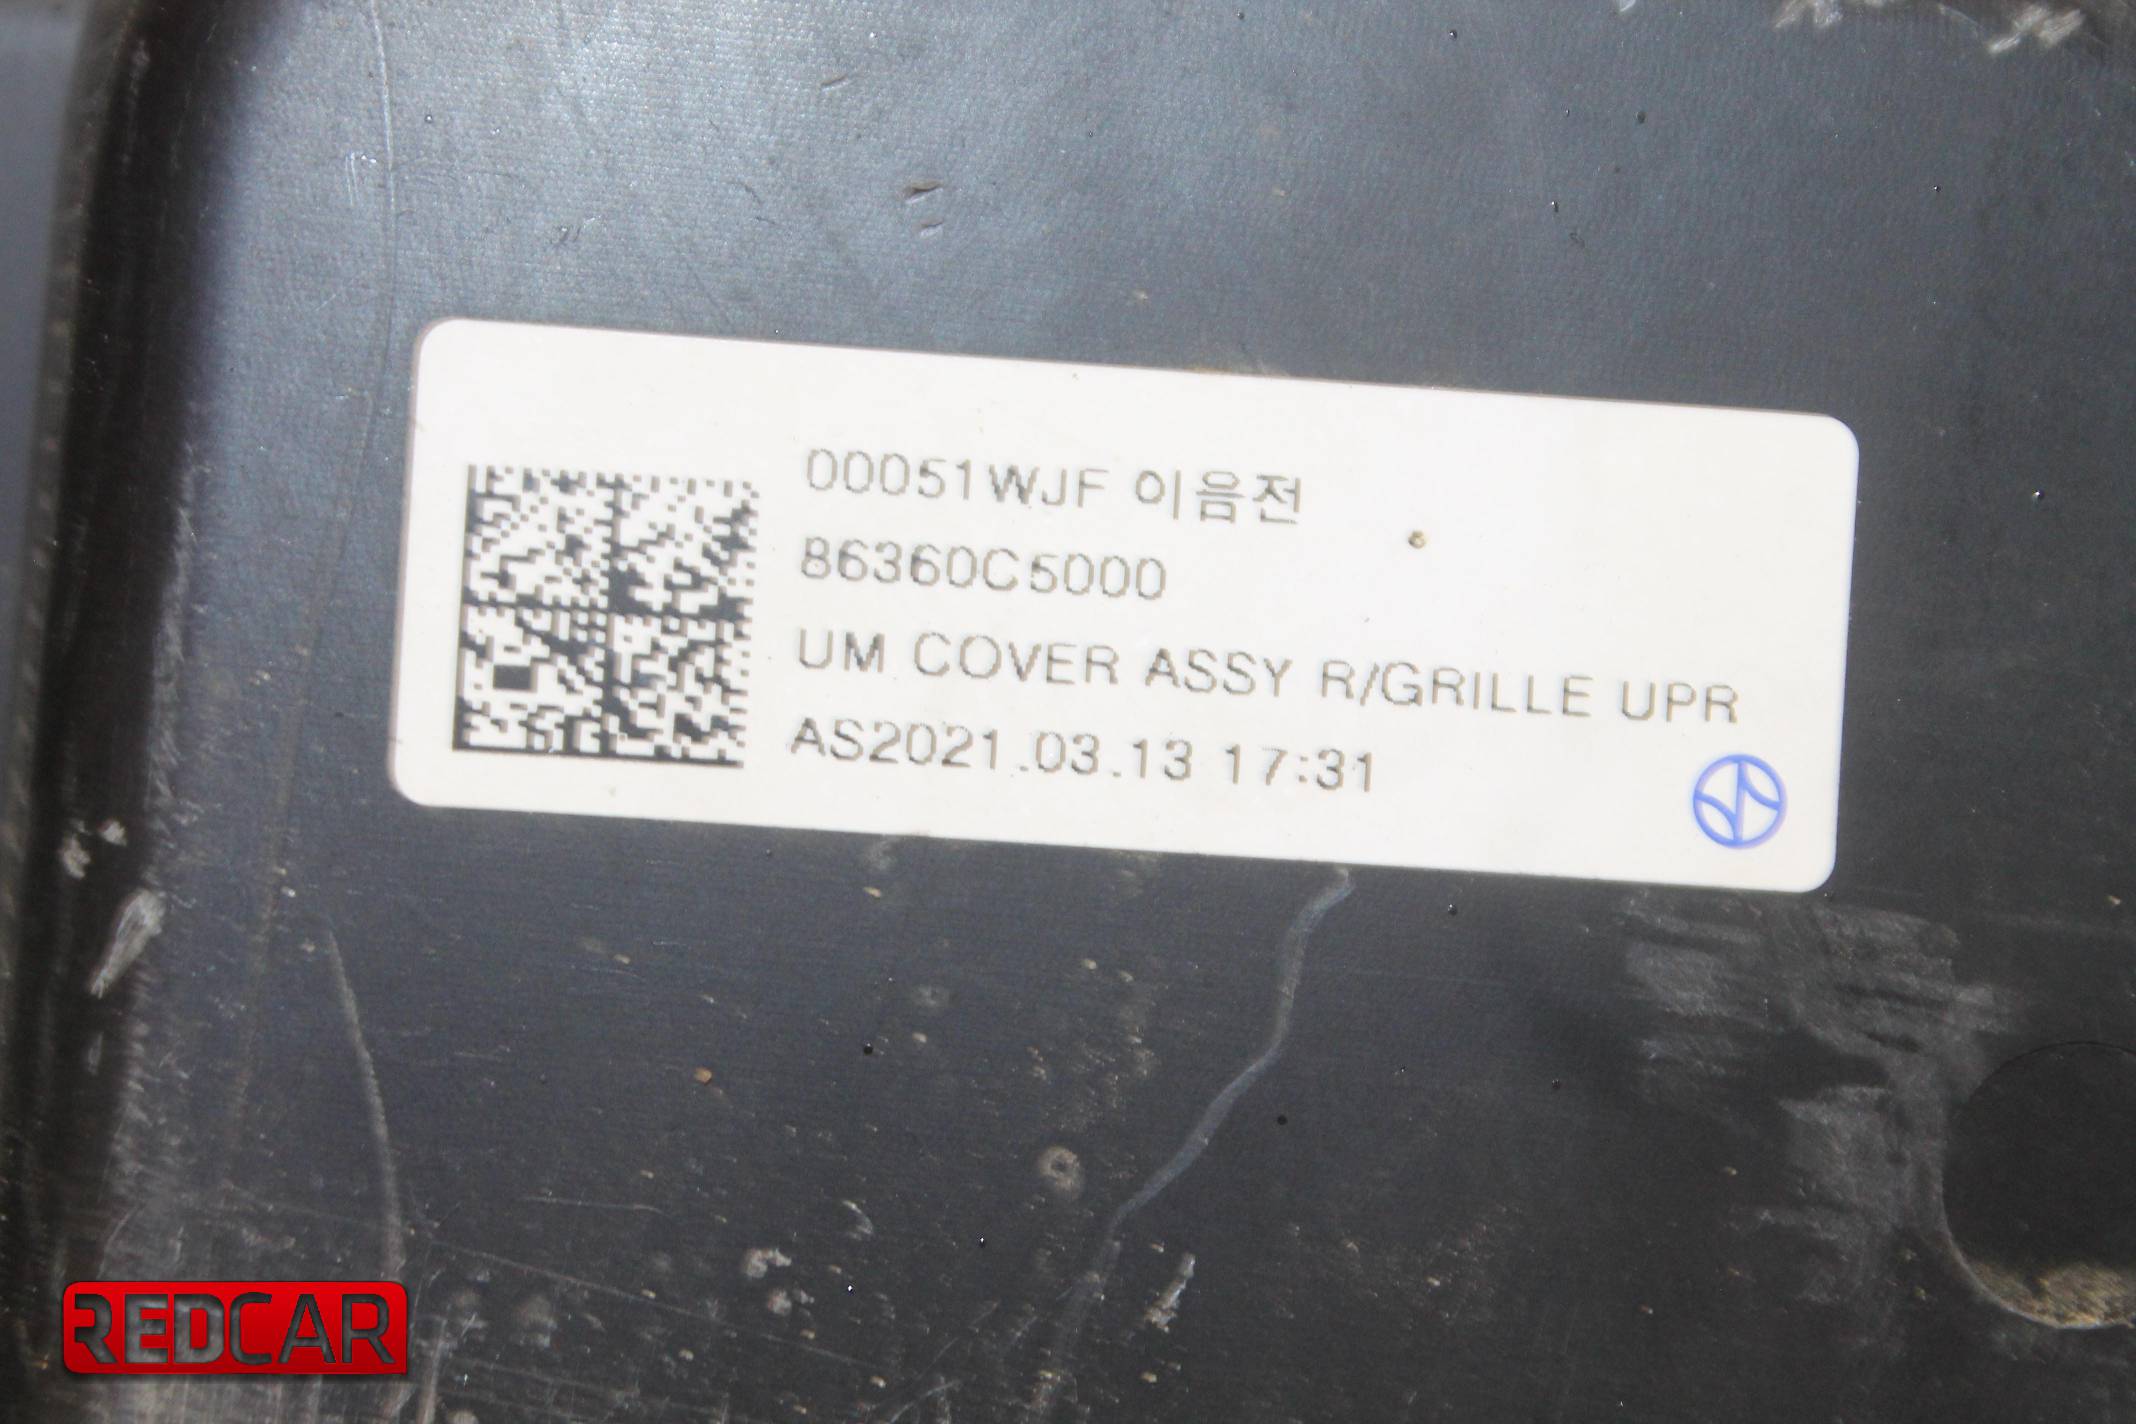 00051WJF 이음전
86360C5000
UM COVER ASSY R/GRILLE UPR
AS2021.03.13 17:31
REDCAR